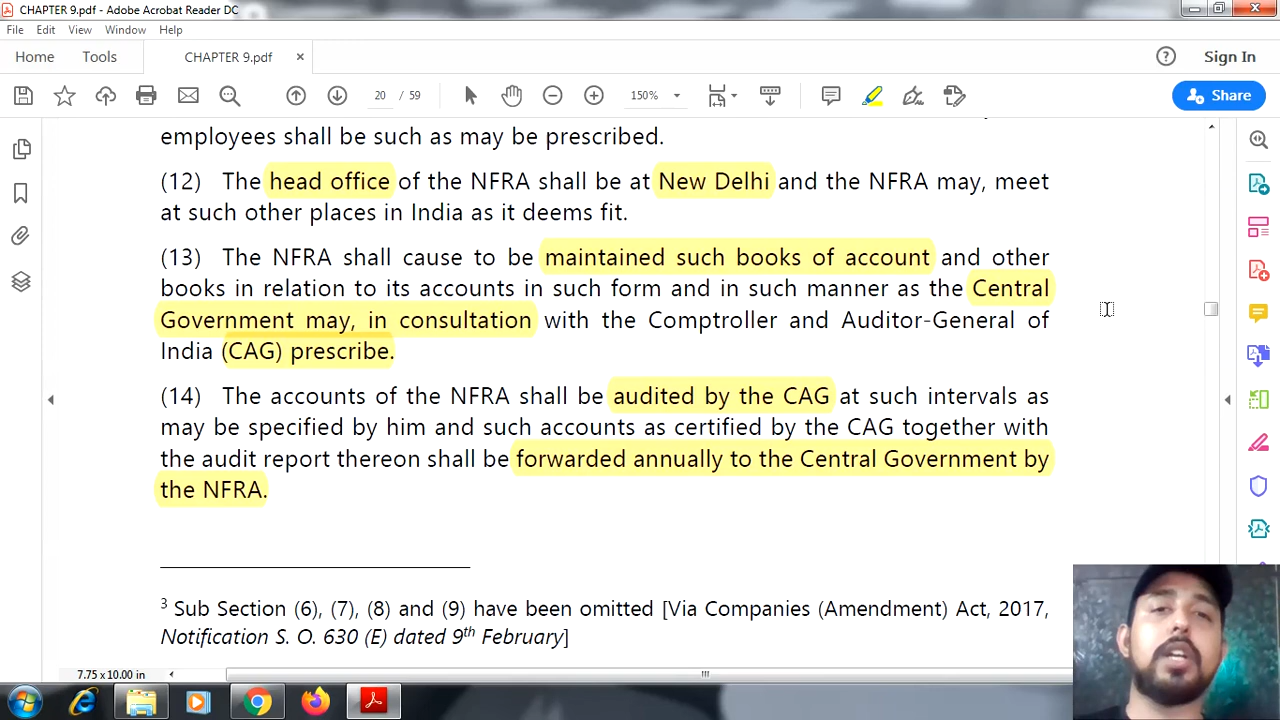 CHAPTER 9.pdf - Adobe Acrobat Reader DC
File Edit View Window Help
Home Tools CHAPTER 9.pdf × Sign In
20 / 59 150% Share
employees shall be such as may be prescribed.
(12) The head office of the NFRA shall be at New Delhi and the NFRA may, meet
at such other places in India as it deems fit.
(13) The NFRA shall cause to be maintained such books of account and other
books in relation to its accounts in such form and in such manner as the Central
Government may, in consultation with the Comptroller and Auditor-General of
India (CAG) prescribe.
(14) The accounts of the NFRA shall be audited by the CAG at such intervals as
may be specified by him and such accounts as certified by the CAG together with
the audit report thereon shall be forwarded annually to the Central Government by
the NFRA.
3 Sub Section (6), (7), (8) and (9) have been omitted [Via Companies (Amendment) Act, 2017,
Notification S. O. 630 (E) dated 9th February]
7.75 x 10.00 in